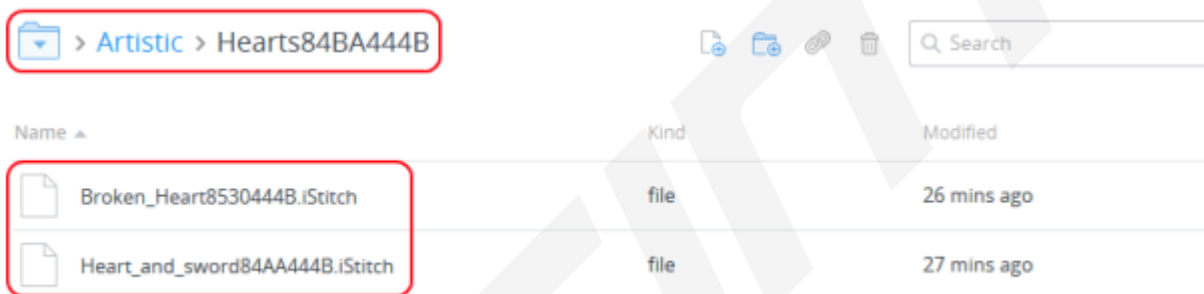 > Artistic > Hearts84BA444B
Search
Name Kind Modified
Broken_Heart8530444B.iStitch file 26 mins ago
Heart_and_sword84AA444B.iStitch file 27 mins ago